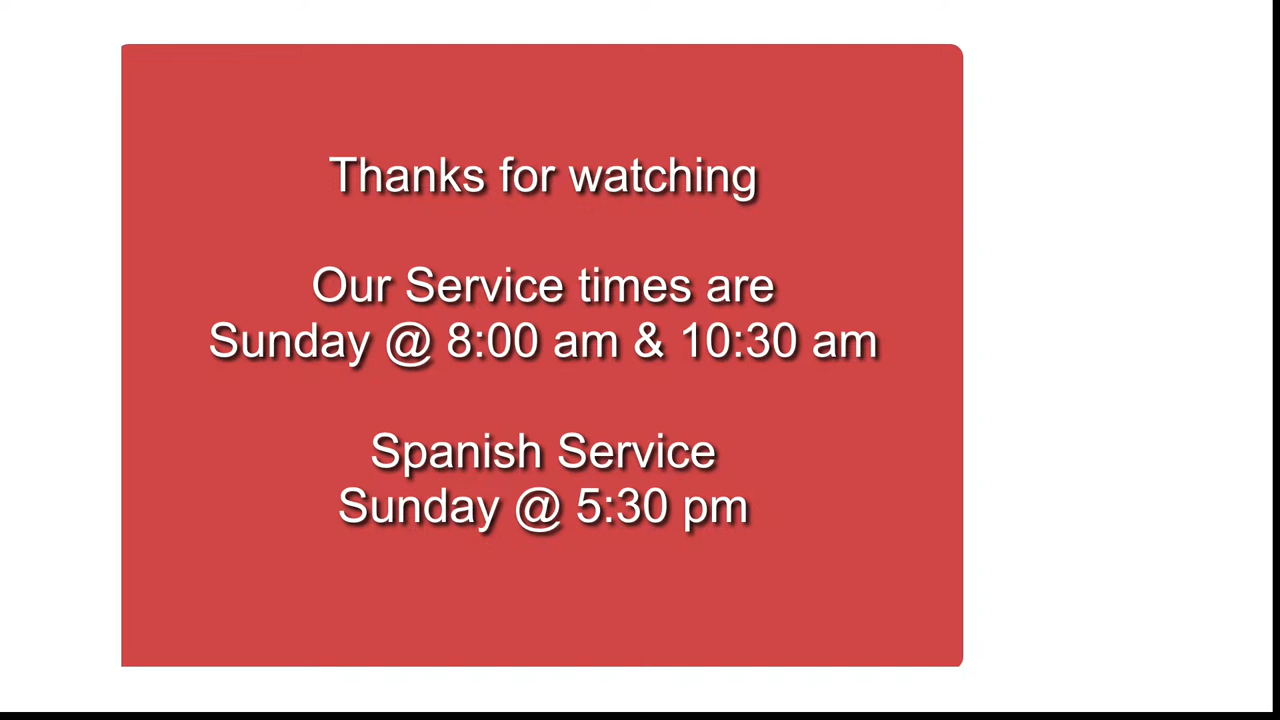 Thanks for watching
Our Service times are
Sunday @ 8:00 am & 10:30 am
Spanish Service
Sunday @ 5:30 pm